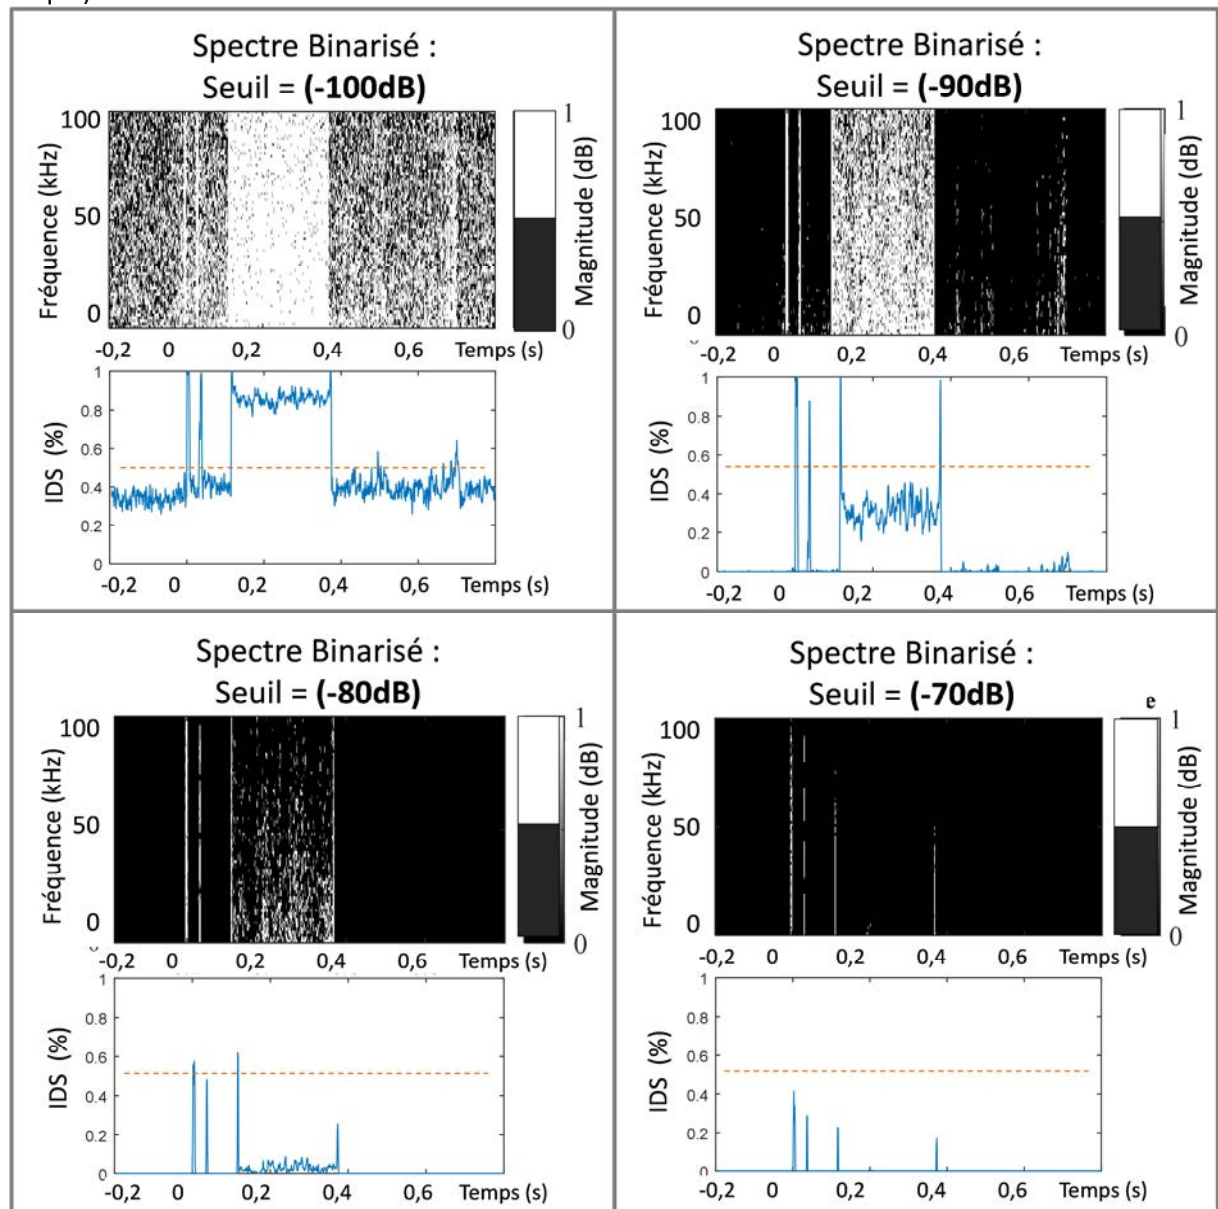 Spectre Binarisé :
Seuil = (-100dB)
Fréquence (kHz)
100
50
0
1
0
Magnitude (dB)
-0,2 0 0,2 0,4 0,6 Temps (s)
IDS (%)
1
0.8
0.6
0.4
0.2
0
-0,2 0 0,2 0,4 0,6 Temps (s)
Spectre Binarisé :
Seuil = (-90dB)
Fréquence (kHz)
100
50
0
1
0
Magnitude (dB)
-0,2 0 0,2 0,4 0,6 Temps (s)
IDS (%)
1
0.8
0.6
0.4
0.2
0
-0,2 0 0,2 0,4 0,6 Temps (s)
Spectre Binarisé :
Seuil = (-80dB)
Fréquence (kHz)
100
50
0
1
0
Magnitude (dB)
-0,2 0 0,2 0,4 0,6 Temps (s)
IDS (%)
1
0.8
0.6
0.4
0.2
0
-0,2 0 0,2 0,4 0,6 Temps (s)
Spectre Binarisé :
Seuil = (-70dB)
e
Fréquence (kHz)
100
50
0
1
0
Magnitude (dB)
-0,2 0 0,2 0,4 0,6 Temps (s)
IDS (%)
1
0.8
0.6
0.4
0.2
0
-0,2 0 0,2 0,4 0,6 Temps (s)